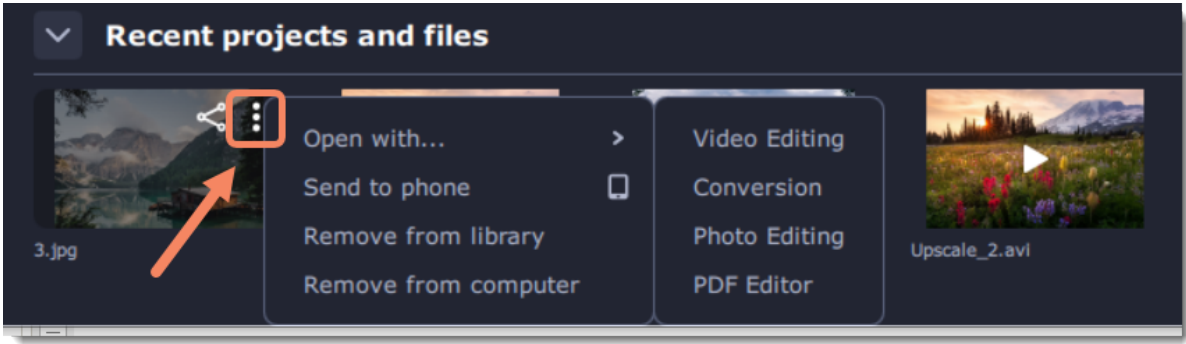 Recent projects and files
Open with...
Send to phone
Remove from library
Remove from computer
Video Editing
Conversion
Photo Editing
PDF Editor
3.jpg
Upscale_2.avi